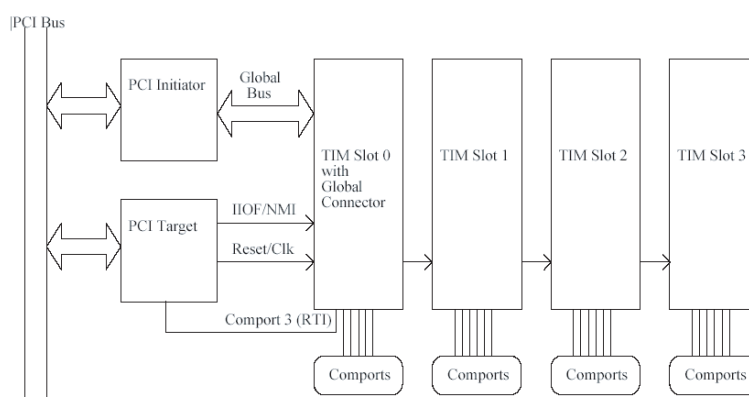 |PCI Bus
PCI Initiator
Global
Bus
TIM Slot 0
with
Global
Connector
TIM Slot 1
TIM Slot 2
TIM Slot 3
PCI Target
IIOF/NMI
Reset/Clk
Comport 3 (RTI)
Comports
Comports
Comports
Comports